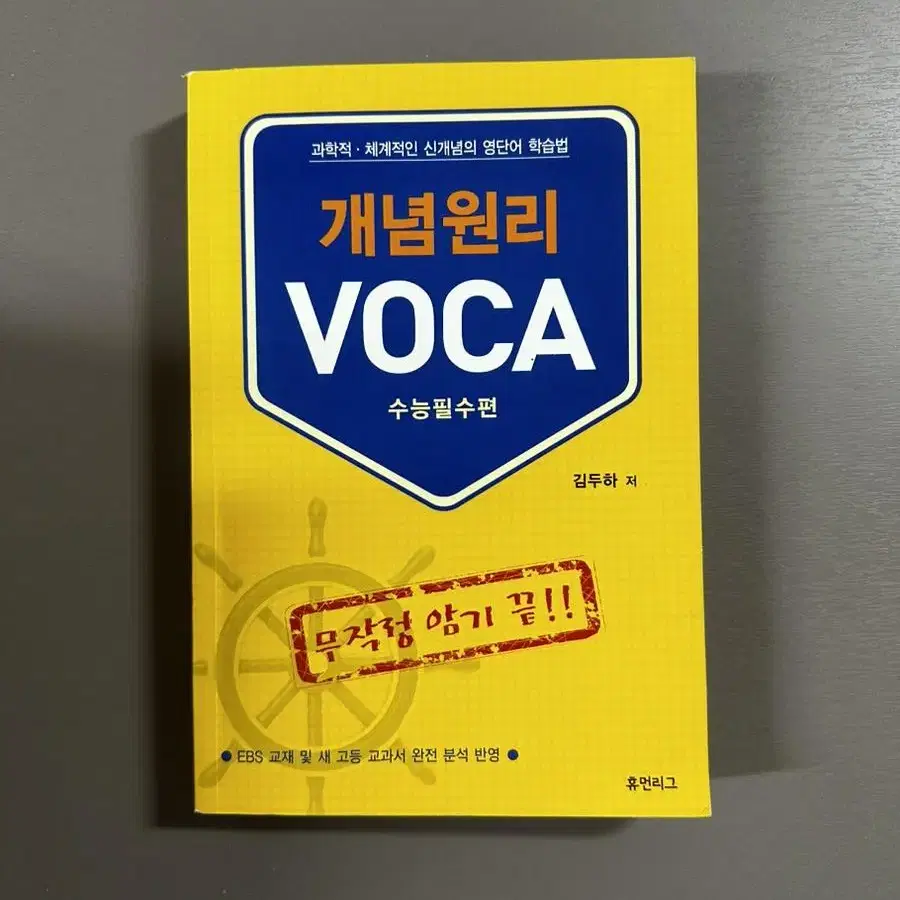 과학적 · 체계적인 신개념의 영단어 학습법
개념원리
VOCA
수능필수편
김두하 저
무작정 암기 끝!!
● EBS 교재 및 새 고등 교과서 완전 분석 반영 ●
휴먼리그